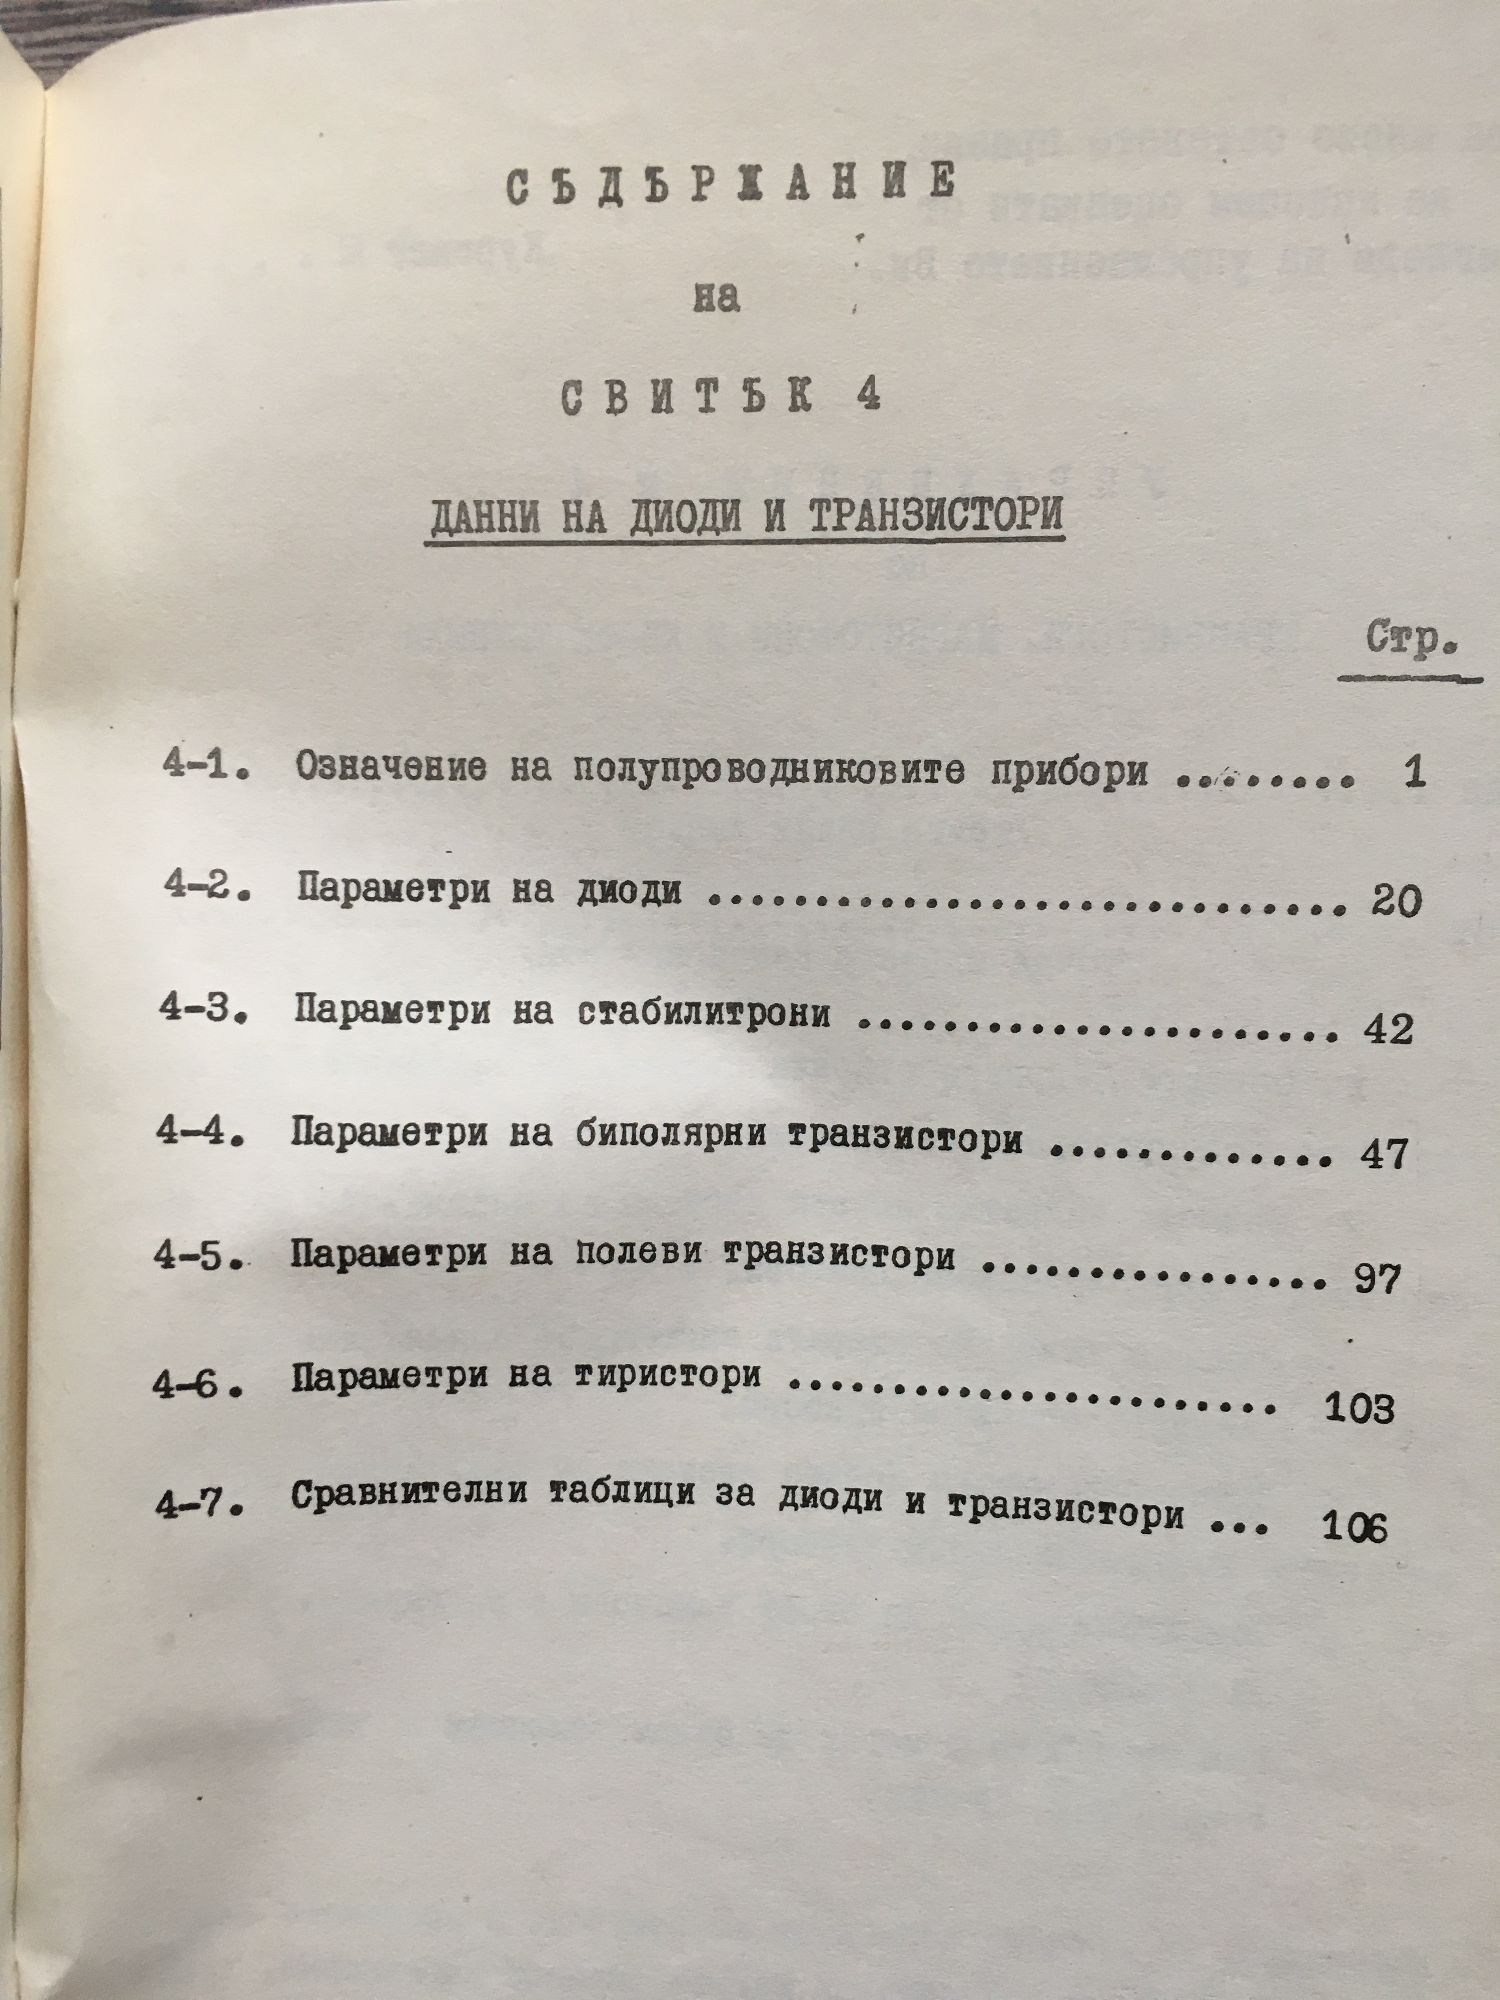 СЪДЪРЖАНИЕ
на
СВИТЪК 4
ДАННИ НА ДИОДИ И ТРАНЗИСТОРИ
Стр.
4-1. Означение на полупроводниковите прибори ........ 1
4-2. Параметри на диоди .............................. 20
4-3. Параметри на стабилитрони ...................... 42
4-4. Параметри на биполярни транзистори ............. 47
4-5. Параметри на полеви транзистори ................ 97
4-6. Параметри на тиристори ....................... 103
4-7. Сравнителни таблици за диоди и транзистори ... 106